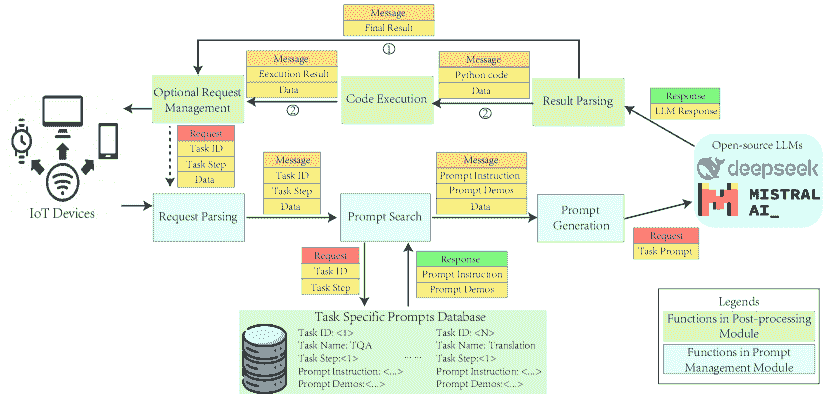 Message
Final Result
①
Message
Eexcution Result
Data
②
Message
Python code
Data
②
Optional Request
Management
Code Execution
Result Parsing
Response
LLM Response
Request
Task ID
Task Step
Data
Open-source LLMs
deepseek
MISTRAL
AI_
IoT Devices
Message
Task ID
Task Step
Data
Message
Prompt Instruction
Prompt Demos
Data
Request Parsing
Prompt Search
Prompt
Generation
Request
Task Prompt
Request
Task ID
Task Step
Response
Prompt Instruction
Prompt Demos
Task Specific Prompts Database
Task ID: <1>
Task Name: TQA
Task Step:<1>
Prompt Instruction: <...>
Prompt Demos:<...>
......
Task ID: <N>
Task Name: Translation
Task Step:<1>
Prompt Instruction: <...>
Prompt Demos: <...>
Legends
Functions in Post-processing
Module
Functions in Prompt
Management Module